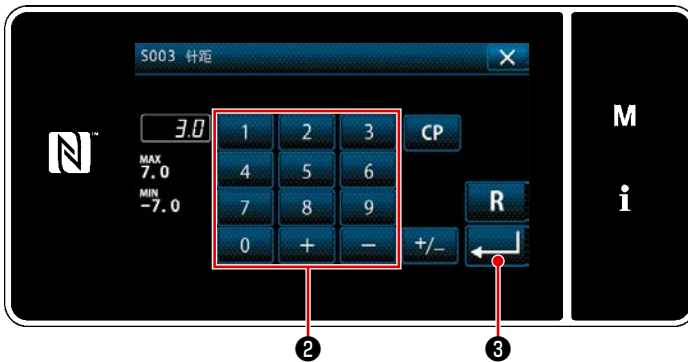 S003 针距
3.0
1 2 3 CP
MAX
7.0
4 5 6
MIN
-7.0
7 8 9 R
0 + - +/-
M
i
N™
❷ ❸